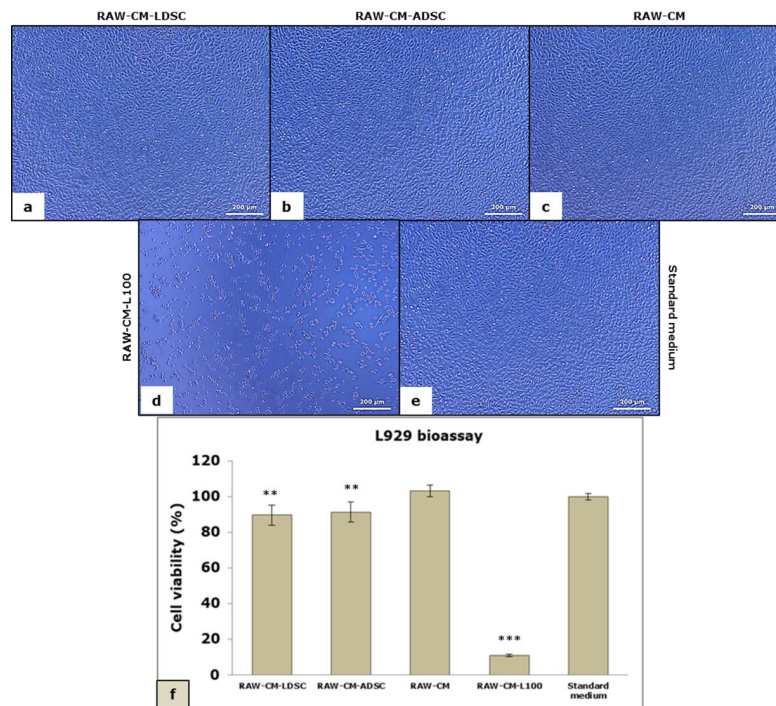 RAW-CM-LDSC
RAW-CM-ADSC
RAW-CM
200 µm
a
200 µm
b
200 µm
c
RAW-CM-L100
200 µm
d
200 µm
e
Standard medium
L929 bioassay
Cell viability (%)
120
100
80
60
40
20
0
**
**
***
RAW-CM-LDSC
RAW-CM-ADSC
RAW-CM
RAW-CM-L100
Standard
medium
f